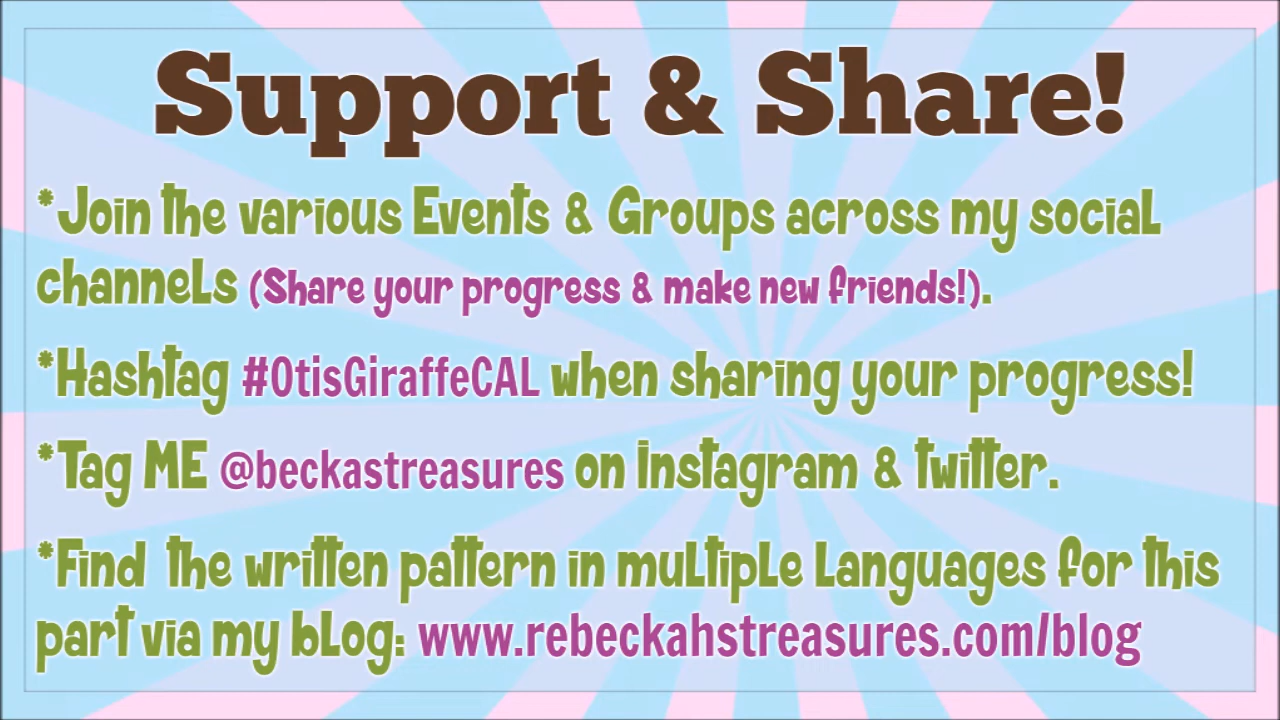 Support & Share!
*Join the various Events & Groups across my social
channels (Share your progress & make new friends!).
*Hashtag #OtisGiraffeCAL when sharing your progress!
*Tag ME @beckastreasures on Instagram & twitter.
*Find the written pattern in multiple languages for this
part via my blog: www.rebeckahstreasures.com/blog